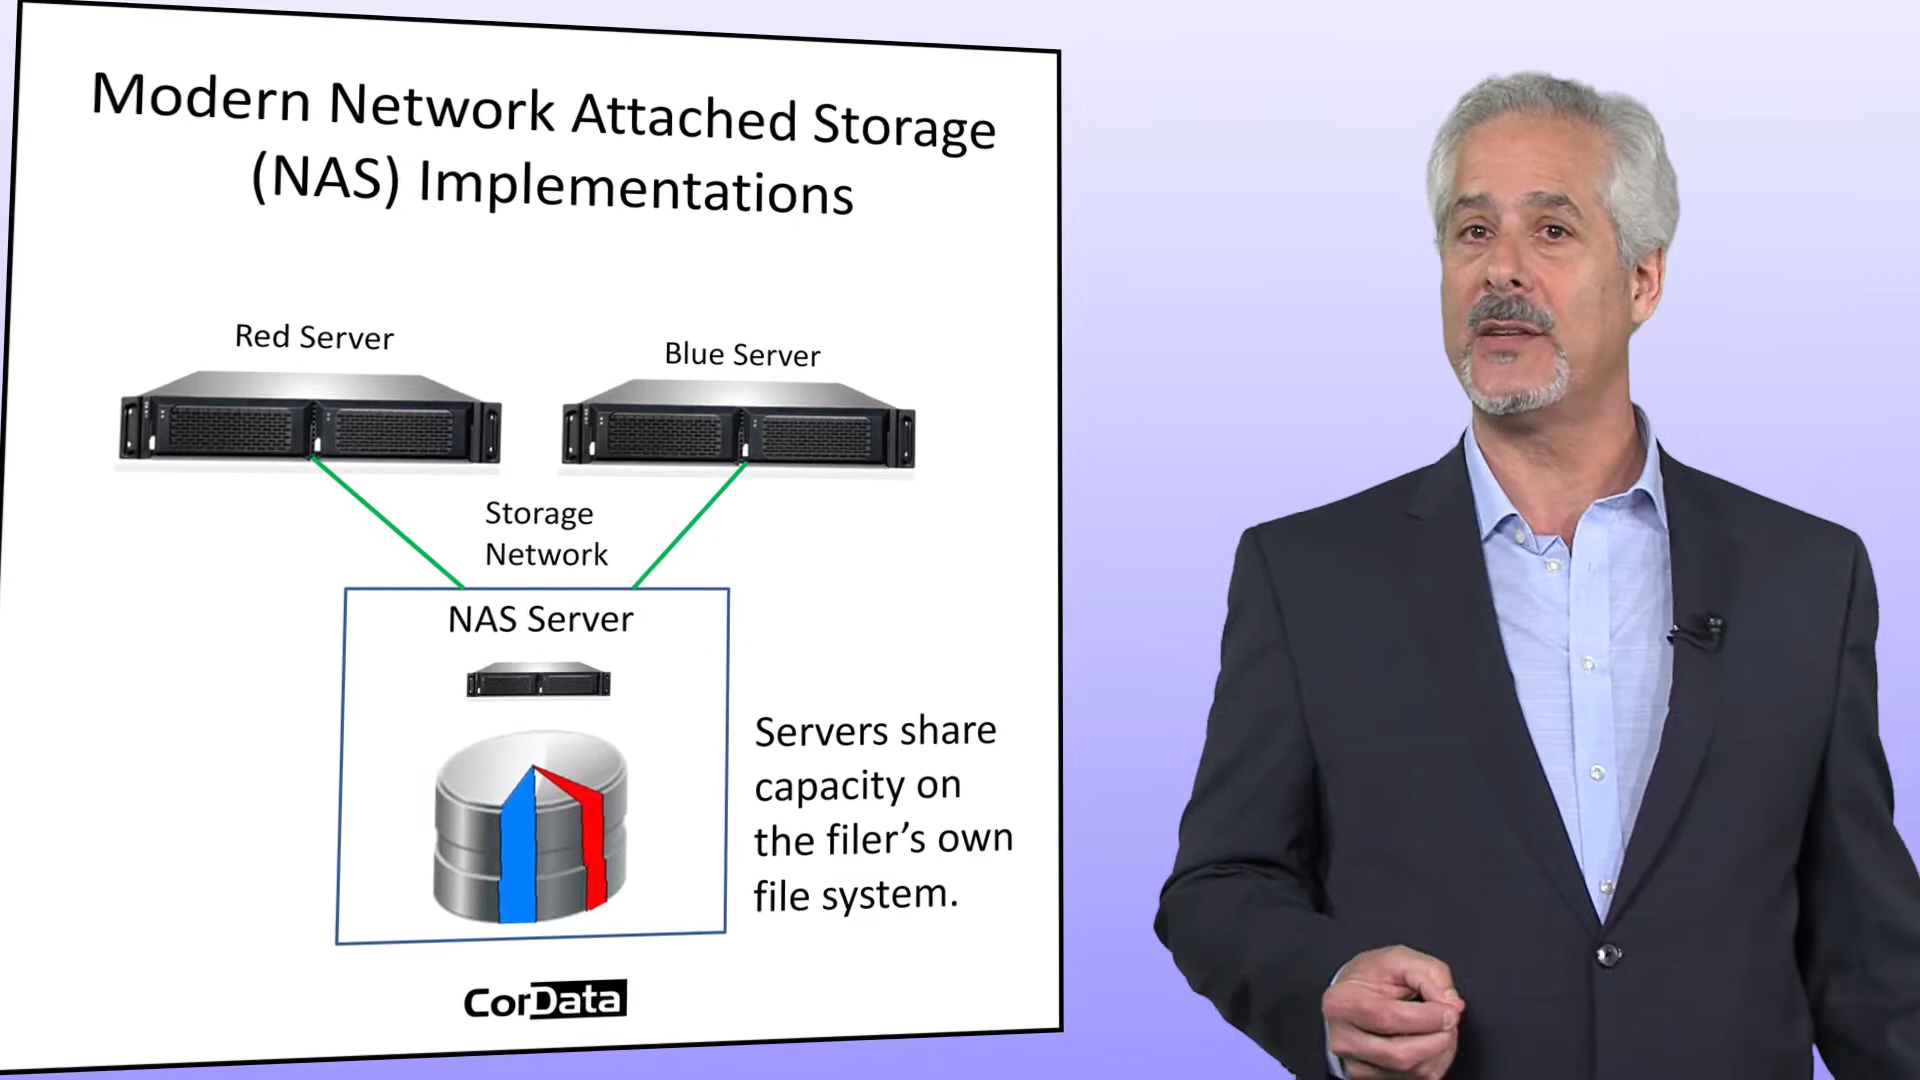 Modern Network Attached Storage
(NAS) Implementations
Red Server
Blue Server
Storage
Network
NAS Server
Servers share
capacity on
the filer’s own
file system.
CorData